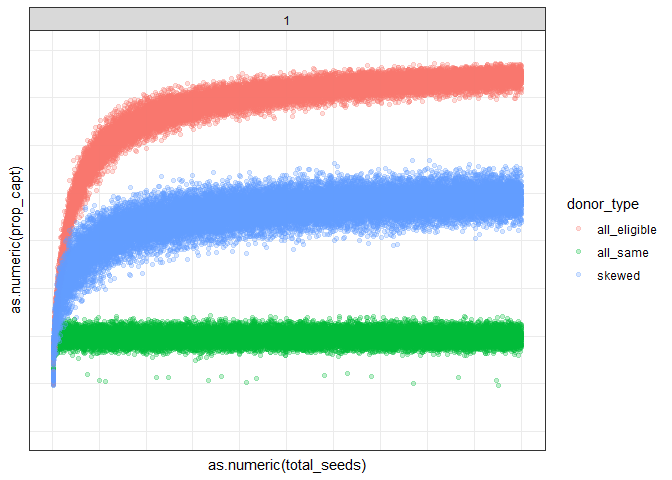 1
as.numeric(prop_capt)
as.numeric(total_seeds)
donor_type
all_eligible
all_same
skewed